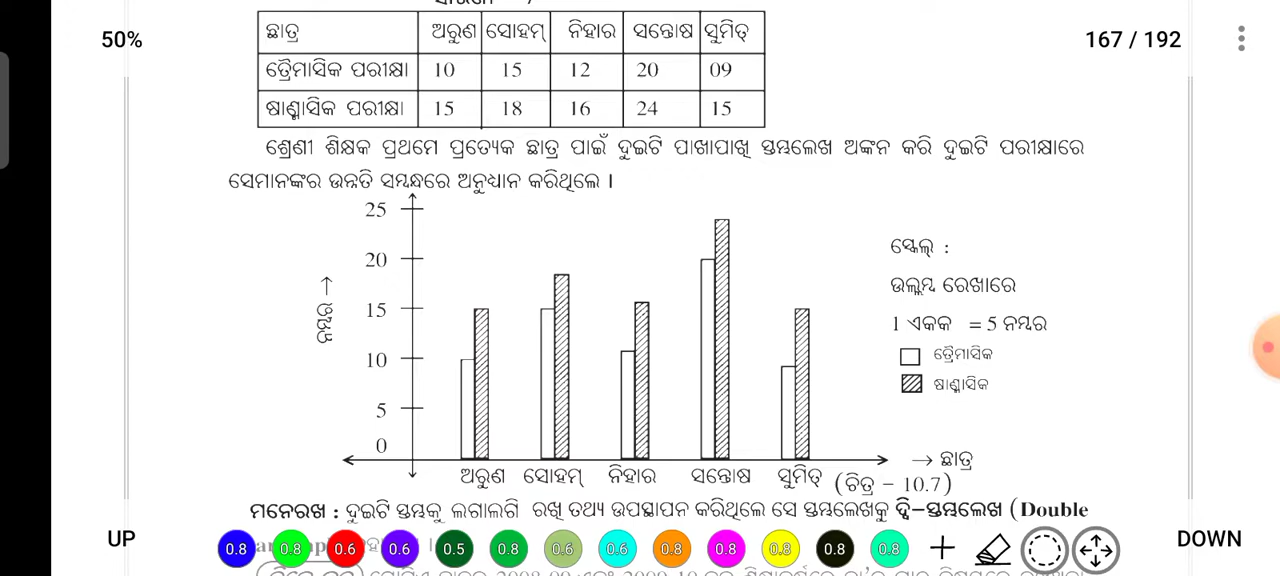 50%
167 / 192
ଛାତ୍ର ଅରୁଣ ସୋହମ୍ ନିହାର ସନ୍ତୋଷ ସୁମିତ୍
ତ୍ରୈମାସିକ ପରୀକ୍ଷା 10 15 12 20 09
ଷାଣ୍ମାସିକ ପରୀକ୍ଷା 15 18 16 24 15
ଶ୍ରେଣୀ ଶିକ୍ଷକ ପ୍ରଥମେ ପ୍ରତ୍ୟେକ ଛାତ୍ର ପାଇଁ ଦୁଇଟି ପାଖାପାଖି ସ୍ତମ୍ଭଲେଖ ଅଙ୍କନ କରି ଦୁଇଟି ପରୀକ୍ଷାରେ
ସେମାନଙ୍କର ଉନ୍ନତି ସମ୍ବନ୍ଧରେ ଅନୁଧ୍ୟାନ କରିଥିଲେ ।
25
20
15
10
5
0
ନମ୍ବର →
ସ୍କେଲ୍ :
ଉଲ୍ଲମ୍ବ ରେଖାରେ
1 ଏକକ = 5 ନମ୍ବର
ତ୍ରୈମାସିକ
ଷାଣ୍ମାସିକ
→ ଛାତ୍ର
ଅରୁଣ ସୋହମ୍ ନିହାର ସନ୍ତୋଷ ସୁମିତ୍ (ଚିତ୍ର - 10.7)
ମନେରଖ : ଦୁଇଟି ସ୍ତମ୍ଭକୁ ଲଗାଲଗି ରଖି ତଥ୍ୟ ଉପସ୍ଥାପନ କରିଥିଲେ ସେ ସ୍ତମ୍ଭଲେଖକୁ ଦ୍ୱି-ସ୍ତମ୍ଭଲେଖ (Double
UP
0.8 0.8 0.6 0.6 0.5 0.8 0.6 0.6 0.8 0.8 0.8 0.8 0.8
DOWN